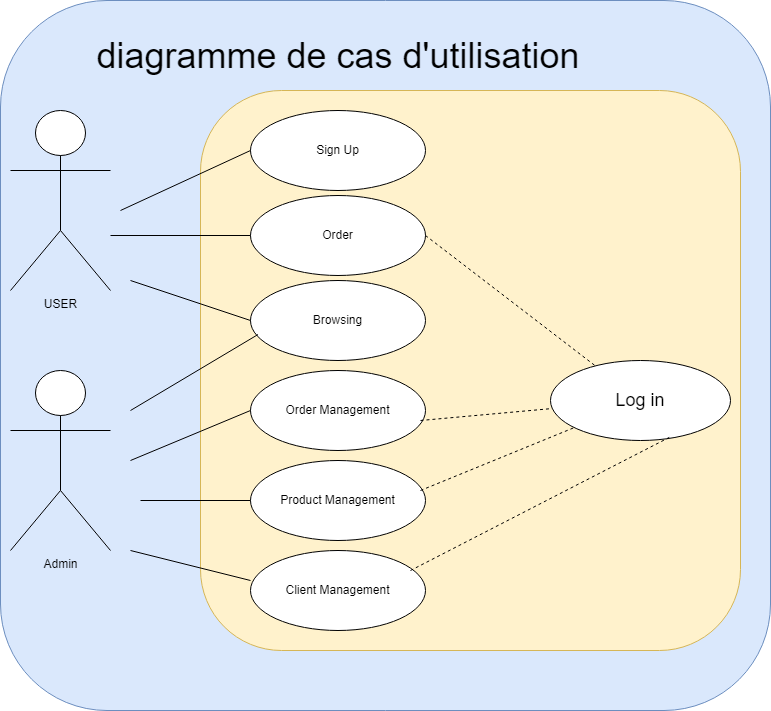 diagramme de cas d'utilisation
Sign Up
Order
USER
Browsing
Order Management
Log in
Product Management
Admin
Client Management